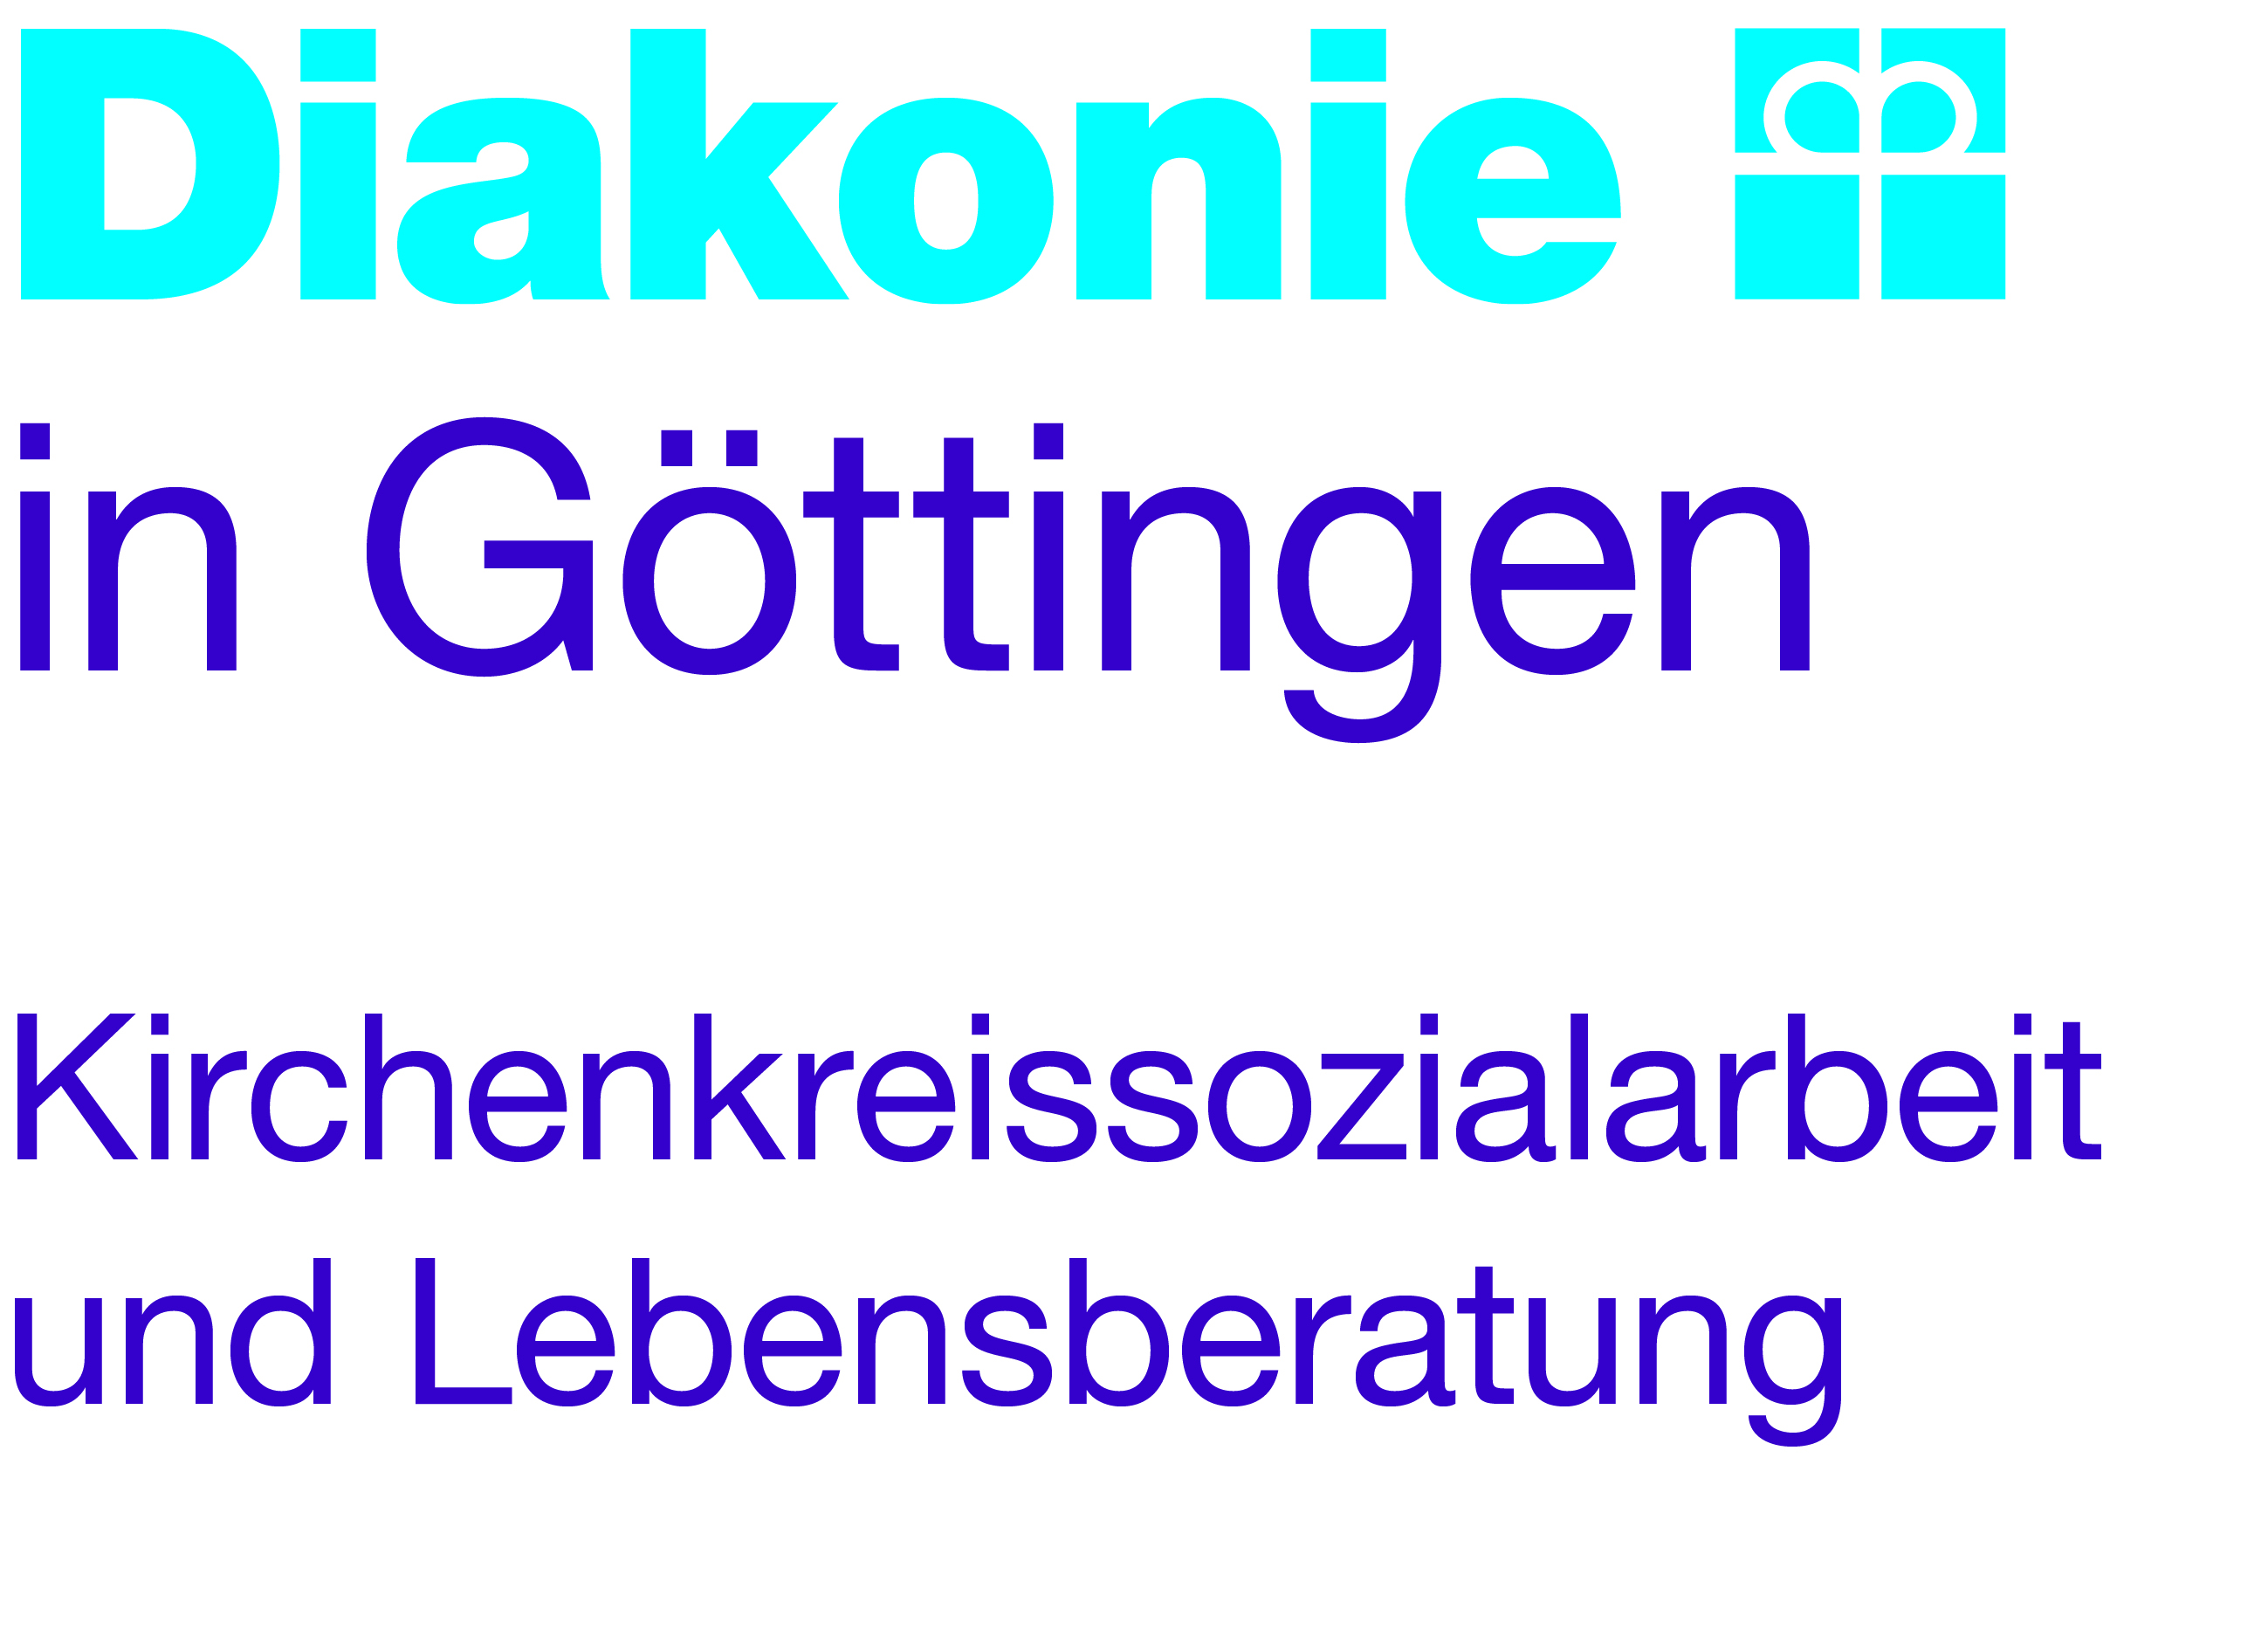 Diakonie
in Göttingen
Kirchenkreissozialarbeit
und Lebensberatung